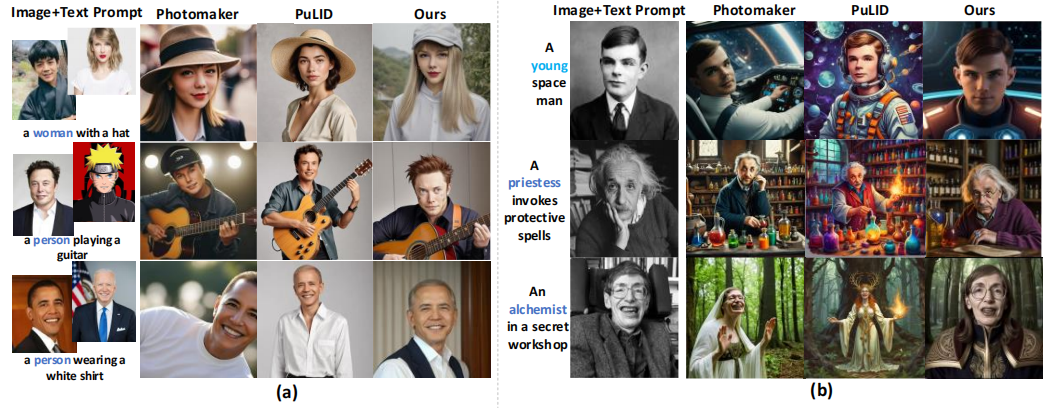 Image+Text Prompt
Photomaker
PuLID
Ours
a woman with a hat
a person playing a
guitar
a person wearing a
white shirt
(a)
Image+Text Prompt
Photomaker
PuLID
Ours
A
young
space
man
A
priestess
invokes
protective
spells
An
alchemist
in a secret
workshop
(b)